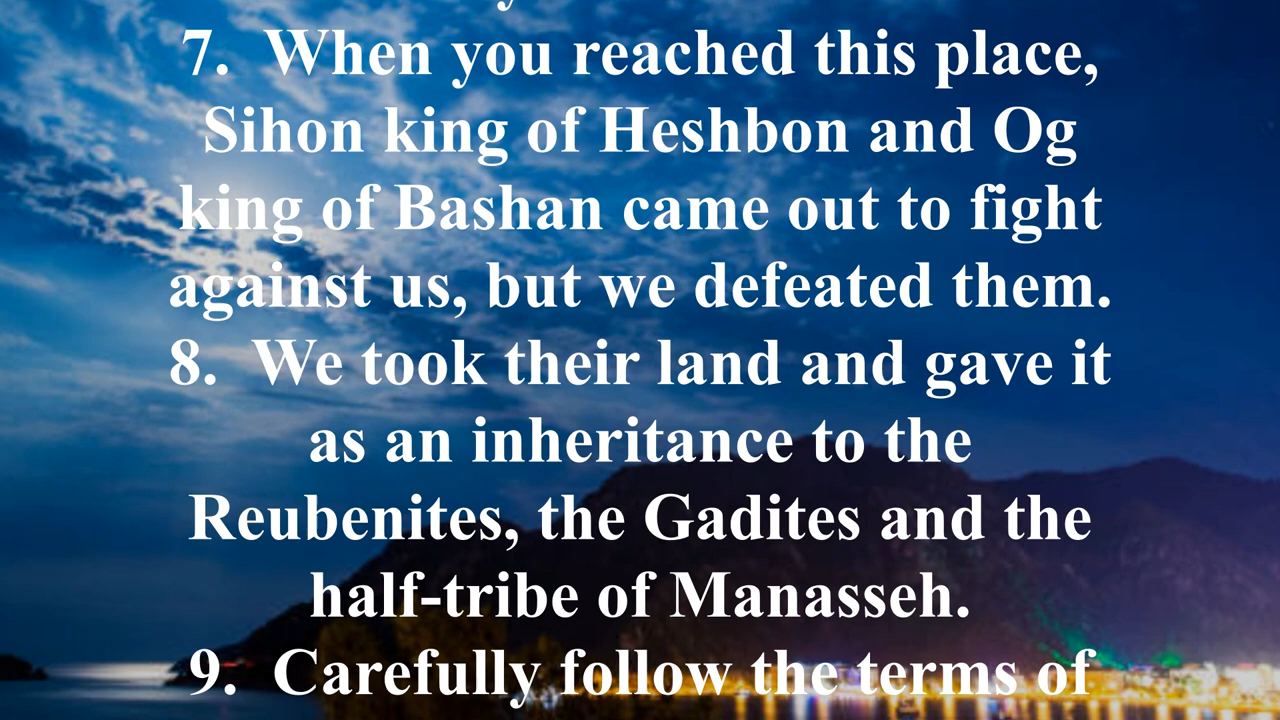 7.  When you reached this place,
Sihon king of Heshbon and Og
king of Bashan came out to fight
against us, but we defeated them.
8.  We took their land and gave it
as an inheritance to the
Reubenites, the Gadites and the
half-tribe of Manasseh.
9.  Carefully follow the terms of